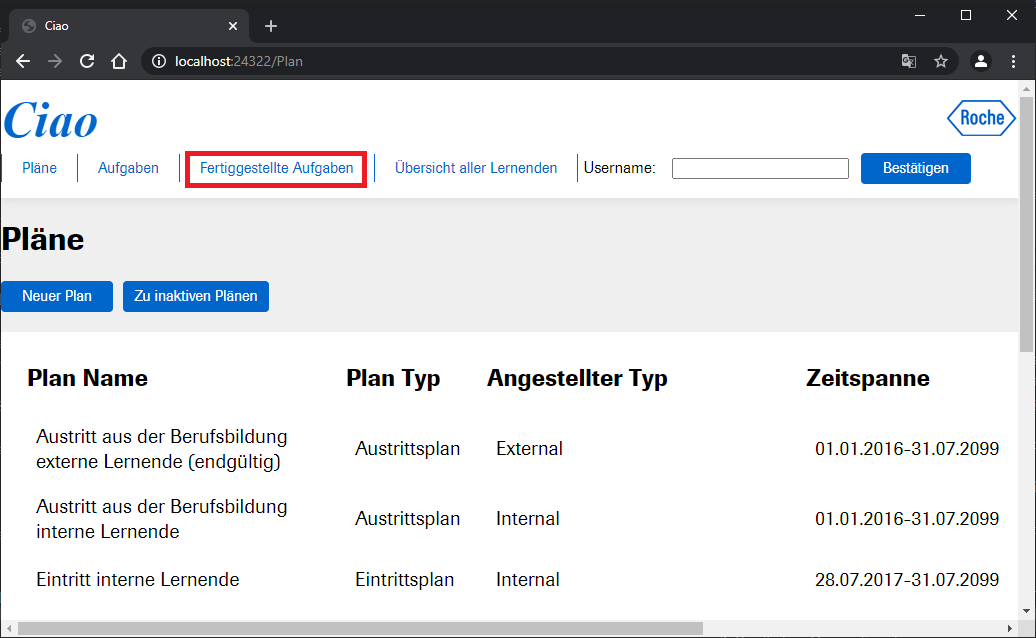 Ciao
localhost:24322/Plan
Ciao
Roche
Pläne Aufgaben Fertiggestellte Aufgaben Übersicht aller Lernenden Username: Bestätigen
Pläne
Neuer Plan Zu inaktiven Plänen
Plan Name Plan Typ Angestellter Typ Zeitspanne
Austritt aus der Berufsbildung
externe Lernende (endgültig) Austrittsplan External 01.01.2016-31.07.2099
Austritt aus der Berufsbildung
interne Lernende Austrittsplan Internal 01.01.2016-31.07.2099
Eintritt interne Lernende Eintrittsplan Internal 28.07.2017-31.07.2099